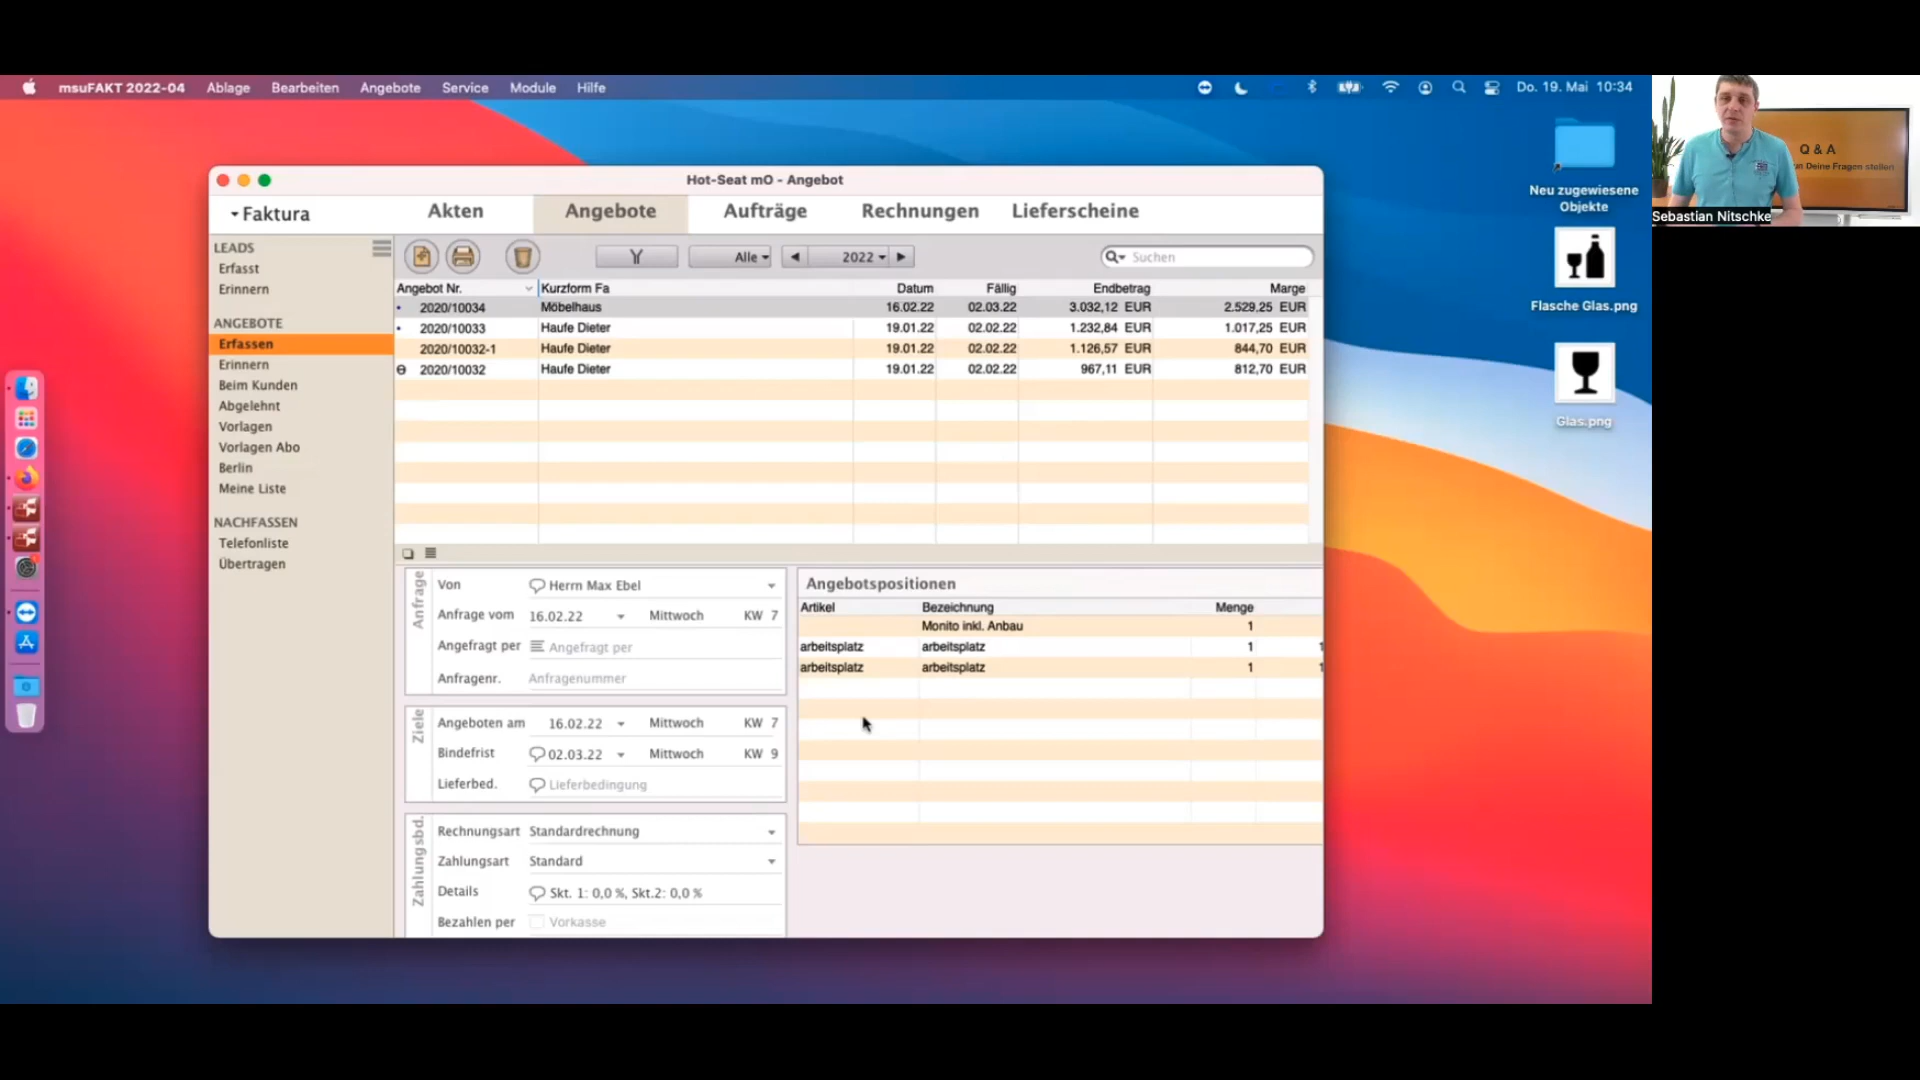 msuFAKT 2022-04 Ablage Bearbeiten Angebote Service Module Hilfe Do. 19. Mai 10:34
Q & A
un Deine Fragen stellen
Sebastian Nitschke
Neu zugewiesene
Objekte
Flasche Glas.png
Glas.png
Hot-Seat mO - Angebot
Faktura Akten Angebote Aufträge Rechnungen Lieferscheine
LEADS
Erfasst
Erinnern
ANGEBOTE
Erfassen
Erinnern
Beim Kunden
Abgelehnt
Vorlagen
Vorlagen Abo
Berlin
Meine Liste
NACHFASSEN
Telefonliste
Übertragen
Alle 2022 Suchen
Angebot Nr. Kurzform Fa Datum Fällig Endbetrag Marge
2020/10034 Möbelhaus 16.02.22 02.03.22 3.032,12 EUR 2.529,25 EUR
2020/10033 Haufe Dieter 19.01.22 02.02.22 1.232,84 EUR 1.017,25 EUR
2020/10032-1 Haufe Dieter 19.01.22 02.02.22 1.126,57 EUR 844,70 EUR
2020/10032 Haufe Dieter 19.01.22 02.02.22 967,11 EUR 812,70 EUR
Anfrage
Von Herrn Max Ebel
Anfrage vom 16.02.22 Mittwoch KW 7
Angefragt per Angefragt per
Anfragenr. Anfragenummer
Ziele
Angeboten am 16.02.22 Mittwoch KW 7
Bindefrist 02.03.22 Mittwoch KW 9
Lieferbed. Lieferbedingung
Zahlungsbd.
Rechnungsart Standardrechnung
Zahlungsart Standard
Details Skt. 1: 0,0 %, Skt.2: 0,0 %
Bezahlen per Vorkasse
Angebotspositionen
Artikel Bezeichnung Menge
Monito inkl. Anbau 1
arbeitsplatz arbeitsplatz 1 1
arbeitsplatz arbeitsplatz 1 1